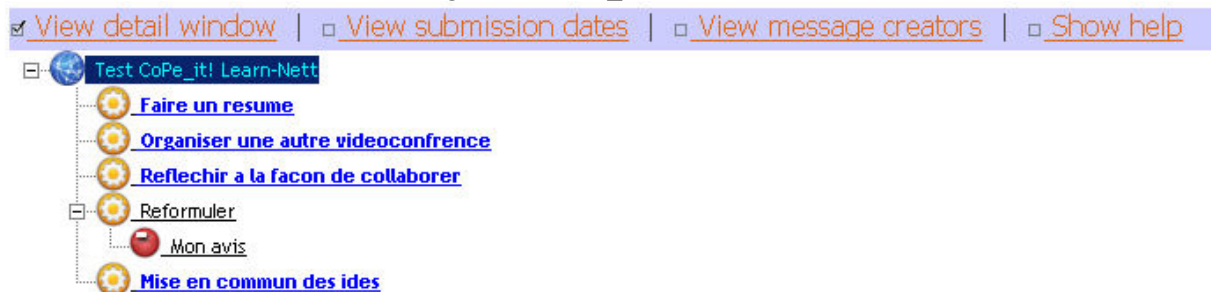 View detail window | View submission dates | View message creators | Show help
Test CoPe_it! Learn-Nett
Faire un resume
Organiser une autre videoconfrence
Reflechir a la facon de collaborer
Reformuler
Mon avis
Mise en commun des ides